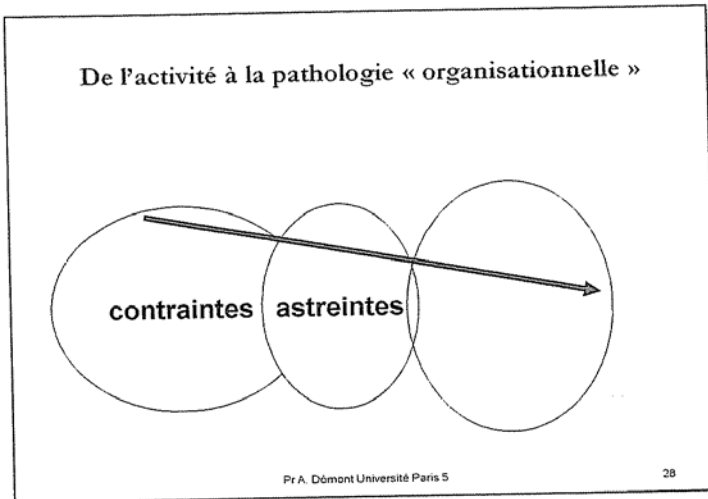 De l'activité à la pathologie « organisationnelle »
contraintes astreintes
Pr A. Dômont Université Paris 5
28